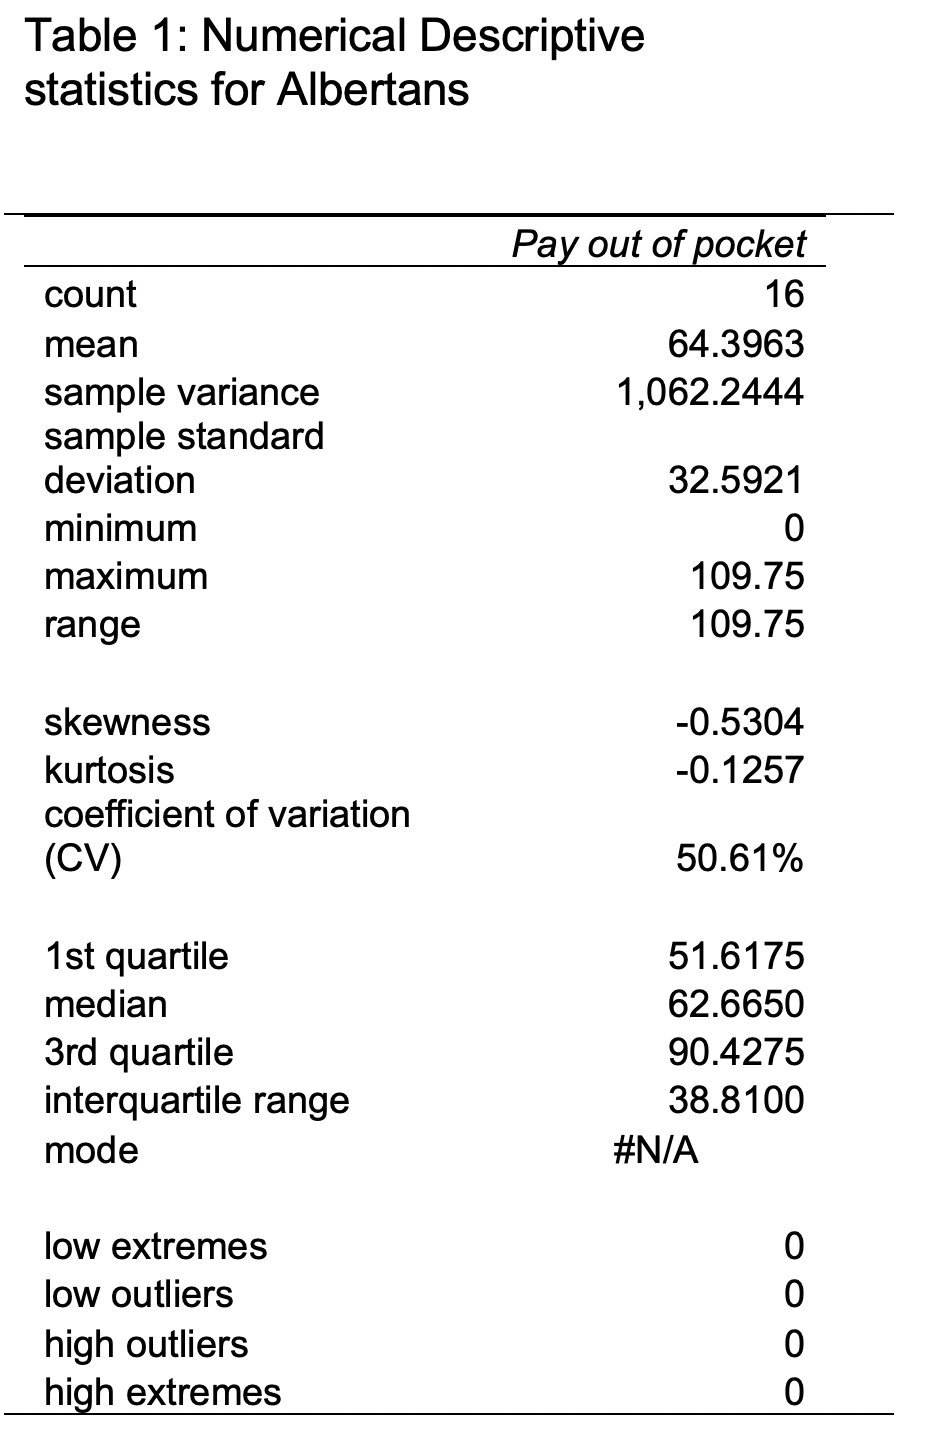 Table 1: Numerical Descriptive
statistics for Albertans
Pay out of pocket
count 16
mean 64.3963
sample variance 1,062.2444
sample standard
deviation 32.5921
minimum 0
maximum 109.75
range 109.75
skewness -0.5304
kurtosis -0.1257
coefficient of variation
(CV) 50.61%
1st quartile 51.6175
median 62.6650
3rd quartile 90.4275
interquartile range 38.8100
mode #N/A
low extremes 0
low outliers 0
high outliers 0
high extremes 0